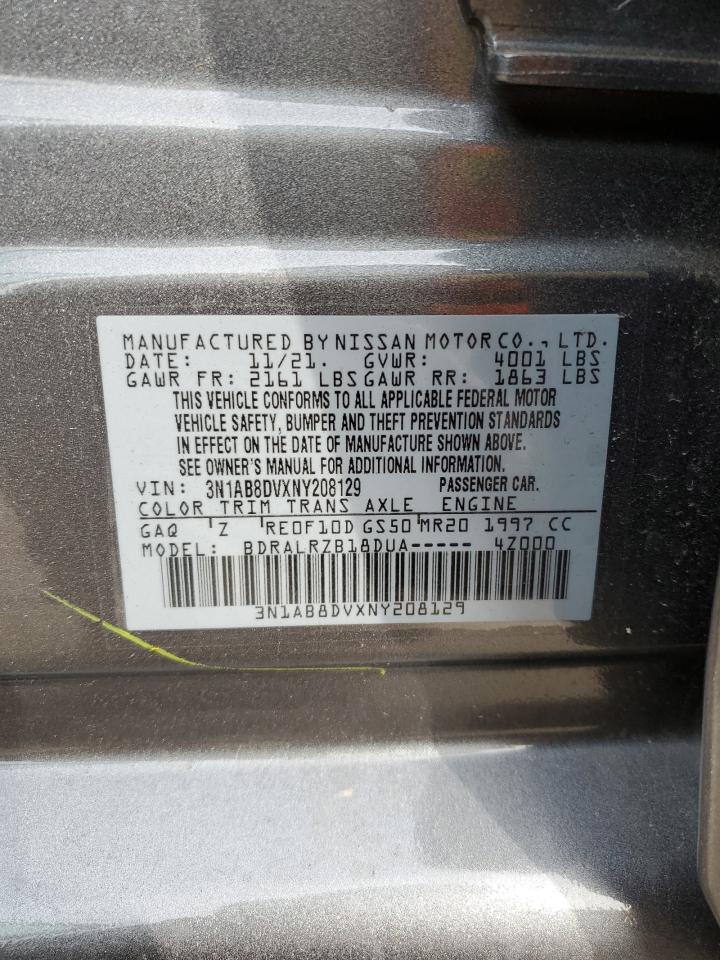 MANUFACTURED BY NISSAN MOTOR CO., LTD.
DATE: 11/21. GVWR: 4001 LBS
GAWR FR: 2161 LBS GAWR RR: 1863 LBS
THIS VEHICLE CONFORMS TO ALL APPLICABLE FEDERAL MOTOR
VEHICLE SAFETY, BUMPER AND THEFT PREVENTION STANDARDS
IN EFFECT ON THE DATE OF MANUFACTURE SHOWN ABOVE.
SEE OWNER'S MANUAL FOR ADDITIONAL INFORMATION.
VIN: 3N1AB8DVXNY208129 PASSENGER CAR.
COLOR TRIM TRANS AXLE ENGINE
GAQ Z RE0F10D GS50 MR20 1997 CC
MODEL: BDRALRZB18DUA----- 4Z000
3N1AB8DVXNY208129